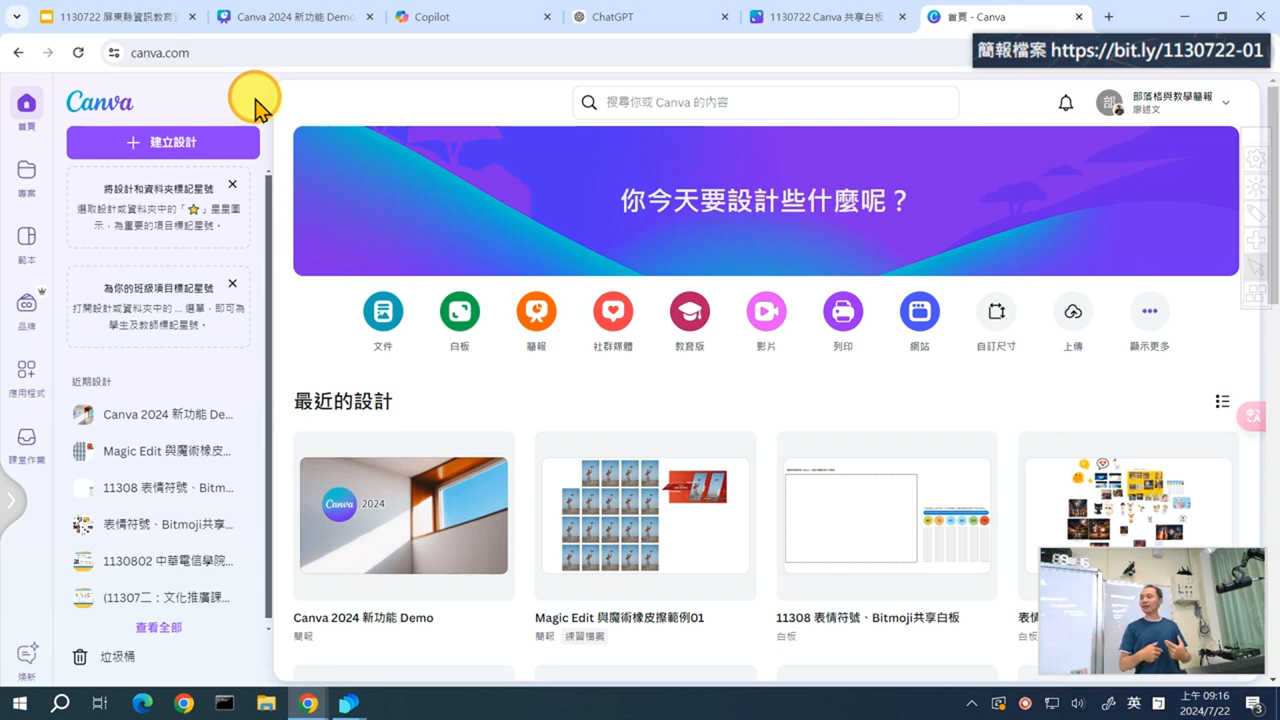 1130722 屏東縣資訊教育
Canva 2024 新功能 Demo
Copilot
ChatGPT
1130722 Canva 共享白板
首頁 - Canva
canva.com
簡報檔案 https://bit.ly/1130722-01
首頁
專案
範本
品牌
應用程式
課堂作業
煥新
Canva
建立設計
將設計和資料夾標記星號
選取設計或資料夾中的「⭐」星星圖
示，為重要的項目標記星號。
為你的班級項目標記星號
打開設計或資料夾中的 ... 選單，即可為
學生及教師標記星號。
近期設計
Canva 2024 新功能 De...
Magic Edit 與魔術橡皮...
11308 表情符號、Bitm...
表情符號、Bitmoji共享...
1130802 中華電信學院...
(11307二：文化推廣課...
查看全部
垃圾桶
搜尋你或 Canva 的內容
部
部落格與教學簡報
廖述文
你今天要設計些什麼呢？
文件
白板
簡報
社群媒體
教育版
影片
列印
網站
自訂尺寸
上傳
顯示更多
最近的設計
Canva 2024
Canva 2024 新功能 Demo
簡報
Magic Edit 與魔術橡皮擦範例01
簡報 練習檔案
11308 表情符號、Bitmoji共享白板
白板
表情
白板
英
上午 09:16
2024/7/22
3